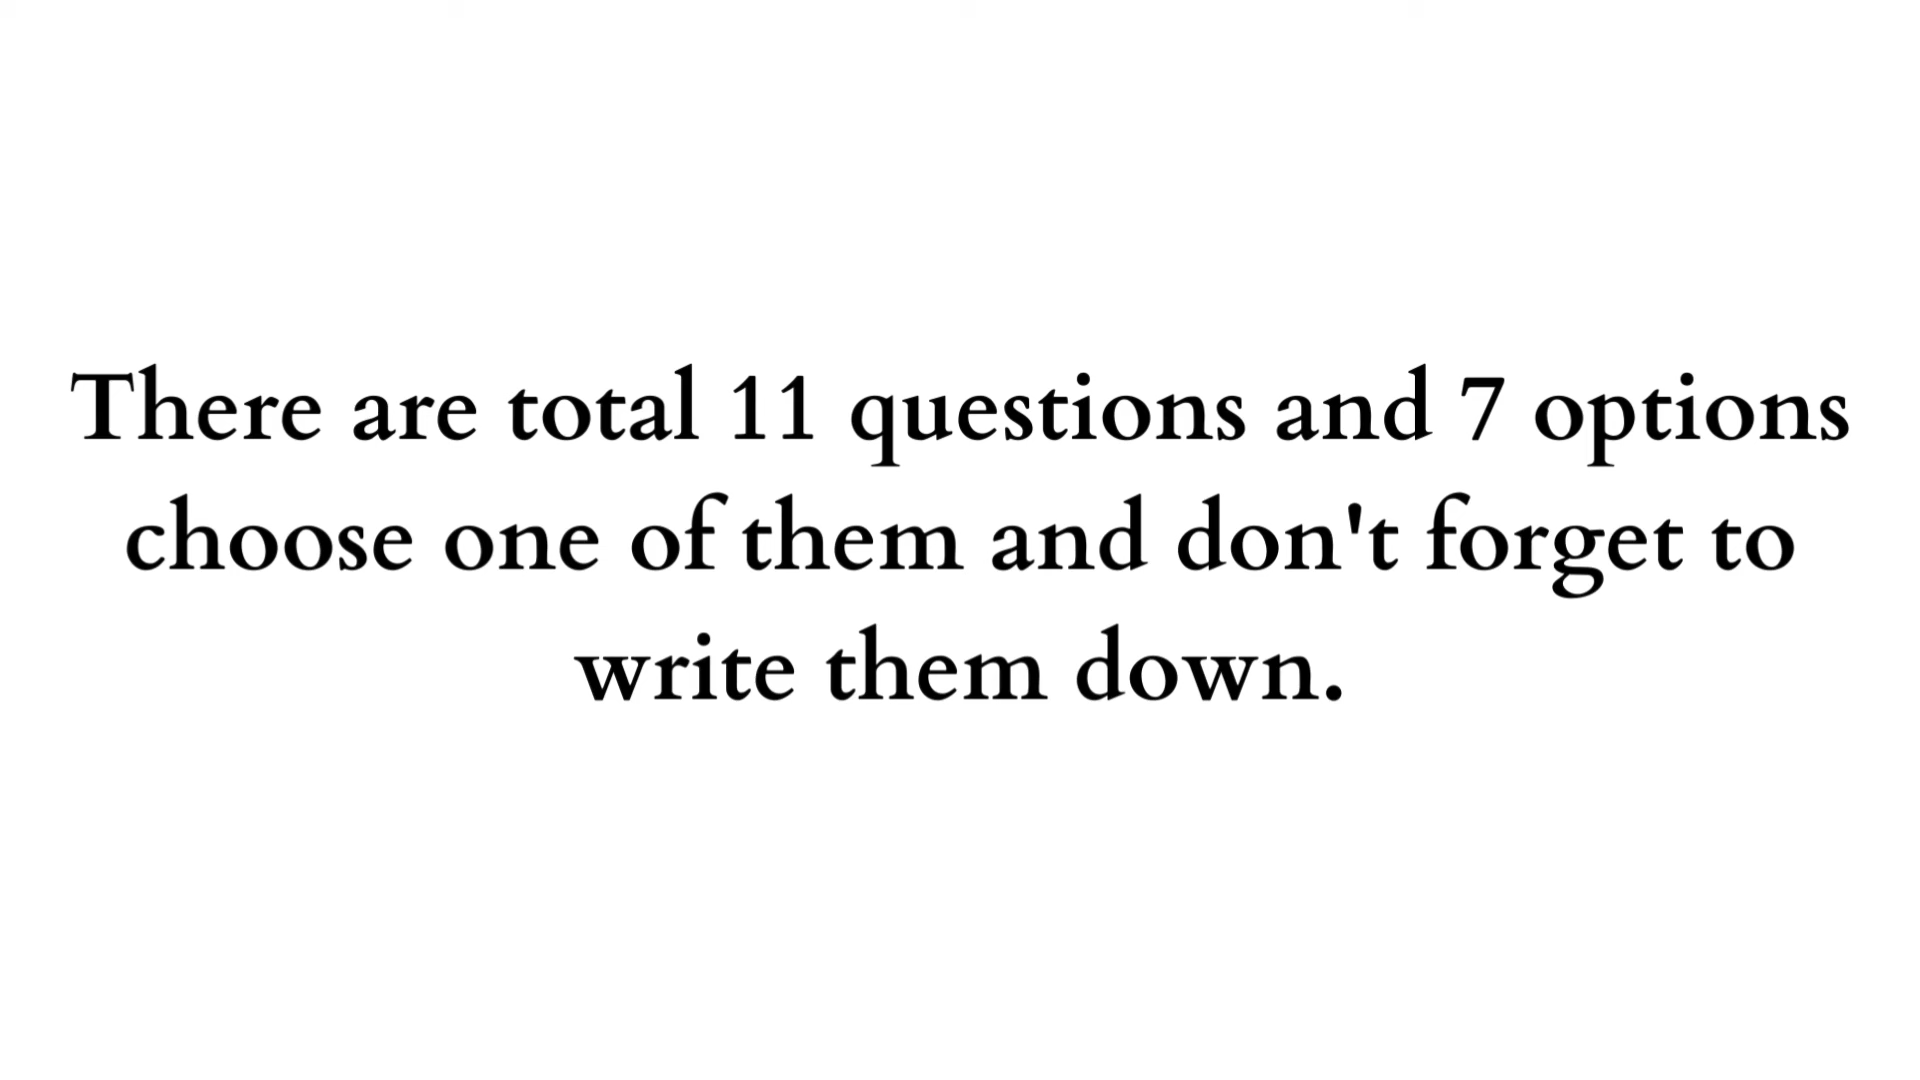 There are total 11 questions and 7 options
choose one of them and don't forget to
write them down.